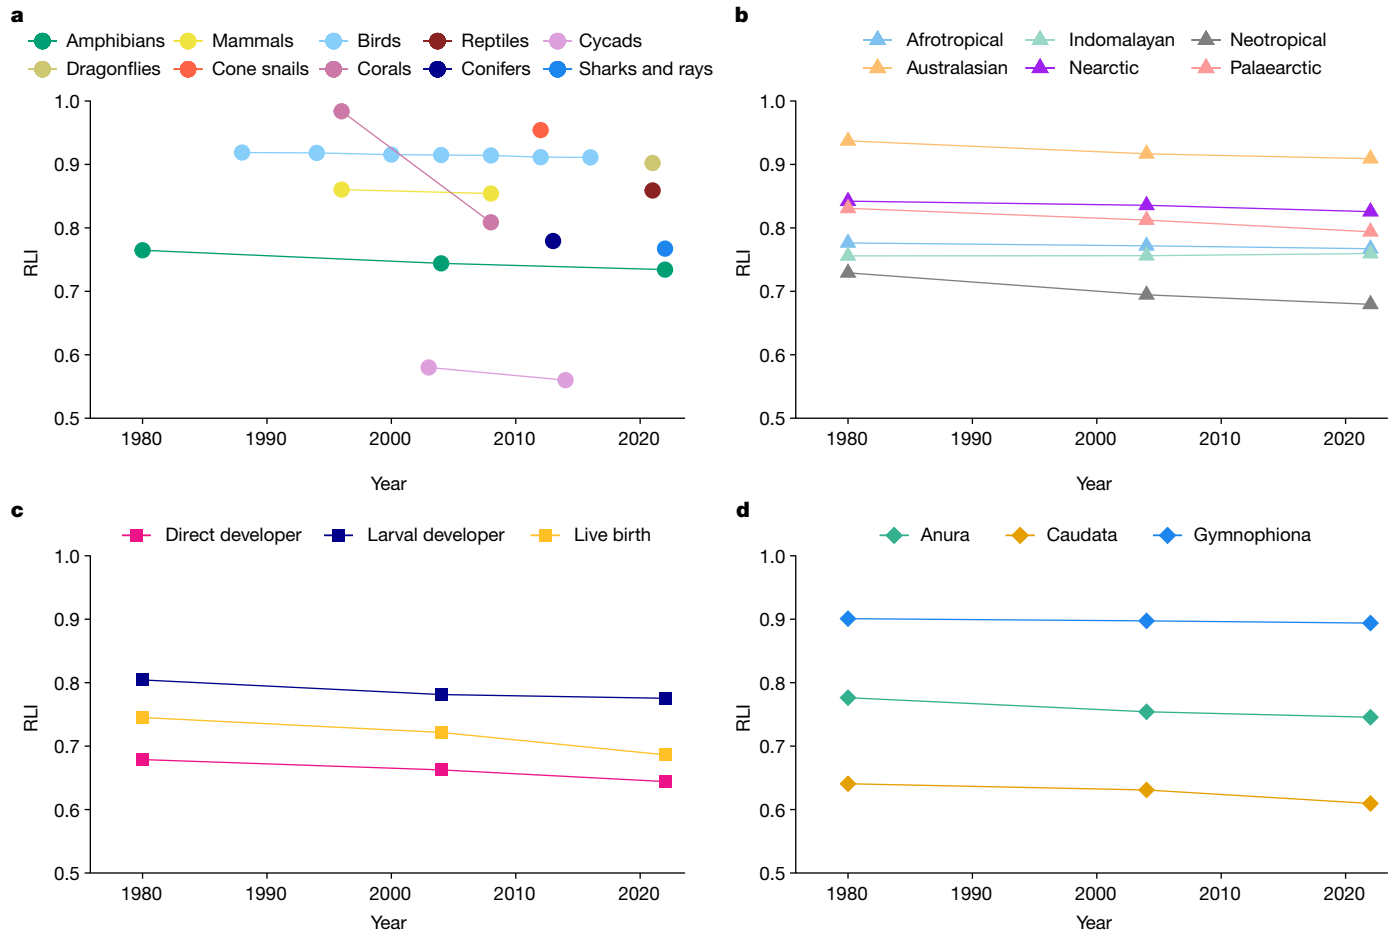 a
Amphibians Mammals Birds Reptiles Cycads
Dragonflies Cone snails Corals Conifers Sharks and rays
1.0
0.9
0.8
0.7
0.6
0.5
RLI
1980 1990 2000 2010 2020
Year
b
Afrotropical Indomalayan Neotropical
Australasian Nearctic Palaearctic
1.0
0.9
0.8
0.7
0.6
0.5
RLI
1980 1990 2000 2010 2020
Year
c
Direct developer Larval developer Live birth
1.0
0.9
0.8
0.7
0.6
0.5
RLI
1980 1990 2000 2010 2020
Year
d
Anura Caudata Gymnophiona
1.0
0.9
0.8
0.7
0.6
0.5
RLI
1980 1990 2000 2010 2020
Year